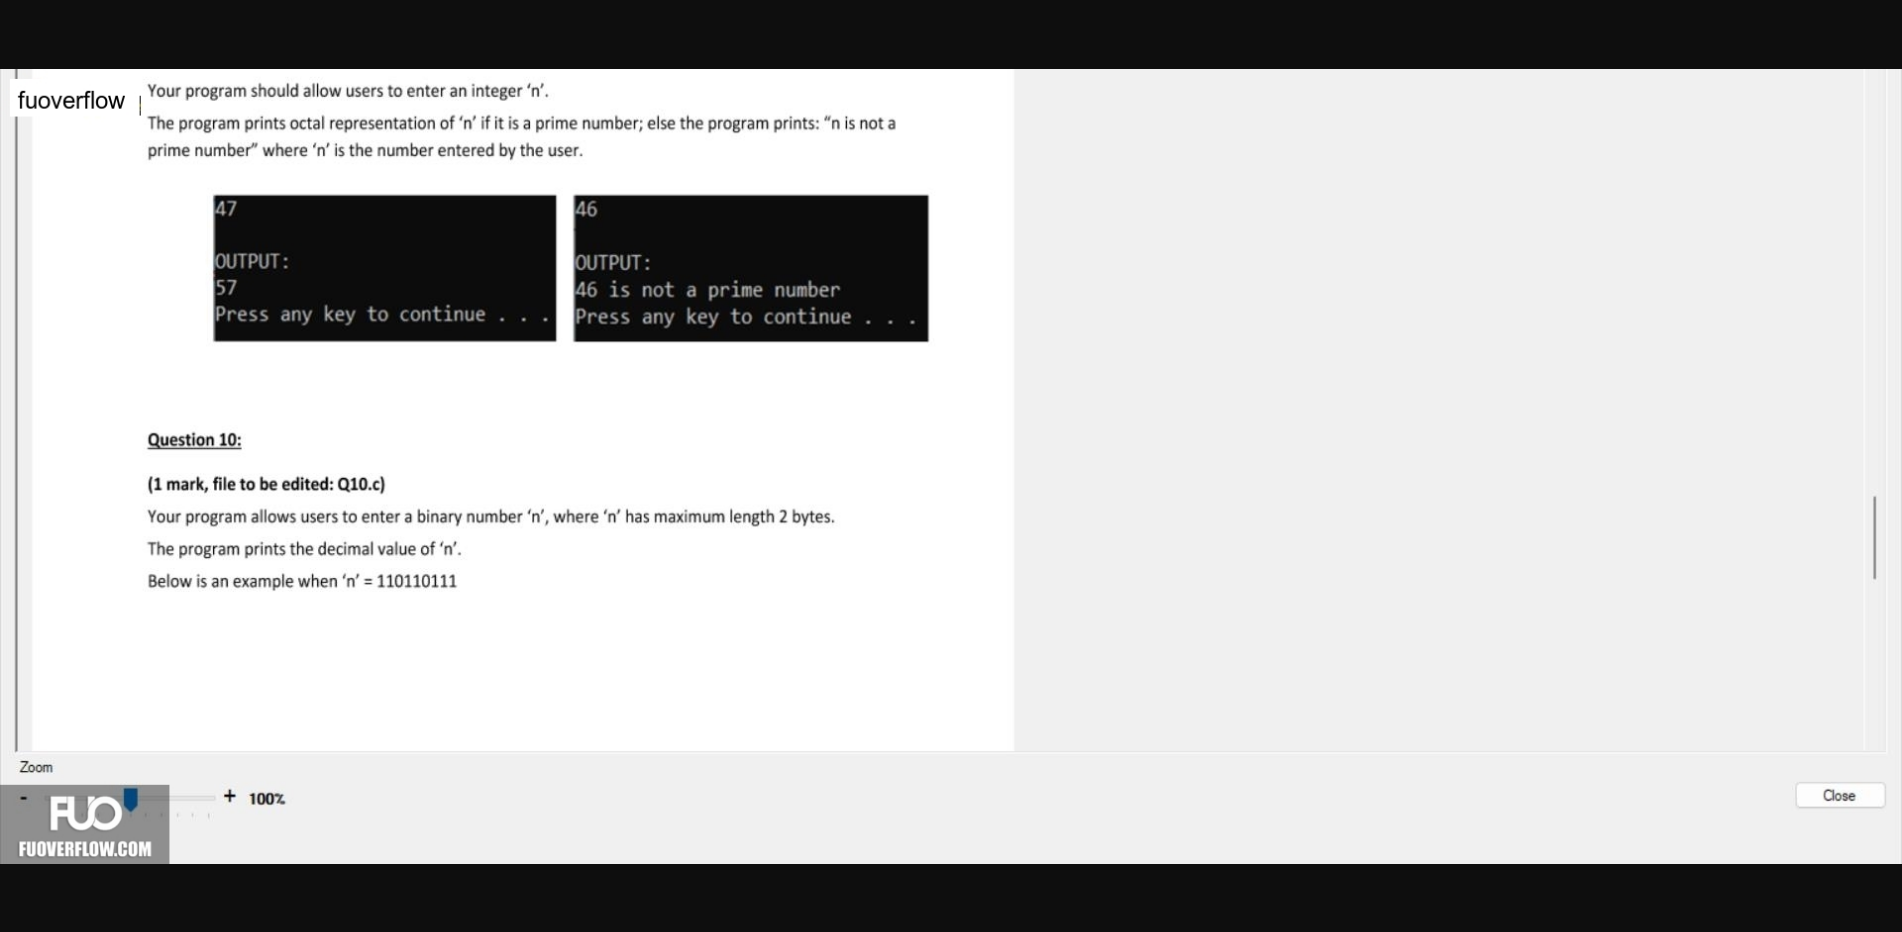 fuoverflow
Your program should allow users to enter an integer ‘n’.
The program prints octal representation of ‘n’ if it is a prime number; else the program prints: “n is not a
prime number” where ‘n’ is the number entered by the user.
47
OUTPUT:
57
Press any key to continue . . .
46
OUTPUT:
46 is not a prime number
Press any key to continue . . .
Question 10:
(1 mark, file to be edited: Q10.c)
Your program allows users to enter a binary number ‘n’, where ‘n’ has maximum length 2 bytes.
The program prints the decimal value of ‘n’.
Below is an example when ‘n’ = 110110111
Zoom
- + 100%
Close
FUO
FUOVERFLOW.COM